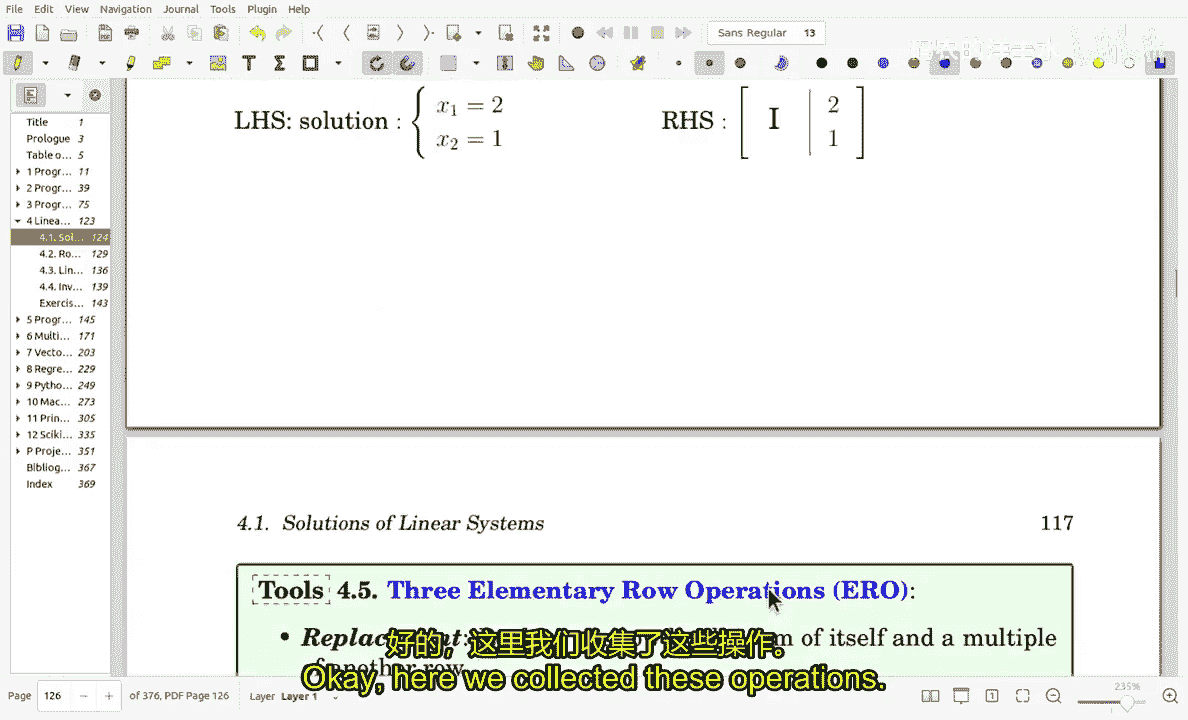 File Edit View Navigation Journal Tools Plugin Help
Sans Regular 13
Title 1
Prologue 3
Table o... 5
1 Progr... 11
2 Progr... 39
3 Progr... 75
4 Linea... 123
4.1. Sol... 124
4.2. Ro... 129
4.3. Lin... 136
4.4. Inv... 139
Exercis... 143
5 Progr... 145
6 Multi... 171
7 Vecto... 203
8 Regre... 229
9 Pytho... 249
10 Mac... 273
11 Prin... 305
12 Sciki... 335
P Proje... 351
Bibliog... 367
Index 369
LHS: solution : { x₁ = 2
x₂ = 1
RHS : [ I | 2
1 ]
4.1. Solutions of Linear Systems 117
Tools 4.5. Three Elementary Row Operations (ERO):
• Replac of itself and a multiple
another row
好的，这里我们收集了这些操作。
Okay, here we collected these operations.
Page 126 − + of 376, PDF Page 126 Layer Layer 1 235%